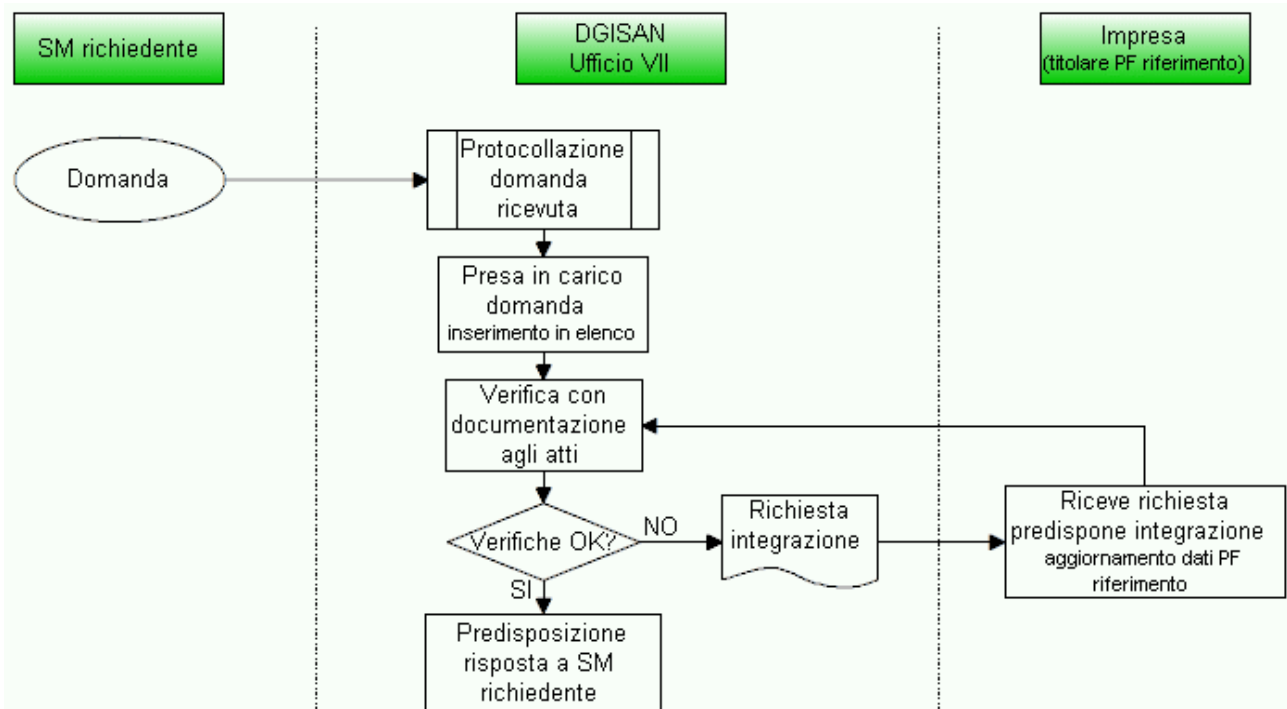 SM richiedente
DGISAN
Ufficio VII
Impresa
(titolare PF riferimento)
Domanda
Protocollazione
domanda
ricevuta
Presa in carico
domanda
inserimento in elenco
Verifica con
documentazione
agli atti
Verifiche OK?
NO
Richiesta
integrazione
Riceve richiesta
predispone integrazione
aggiornamento dati PF
riferimento
SI
Predisposizione
risposta a SM
richiedente